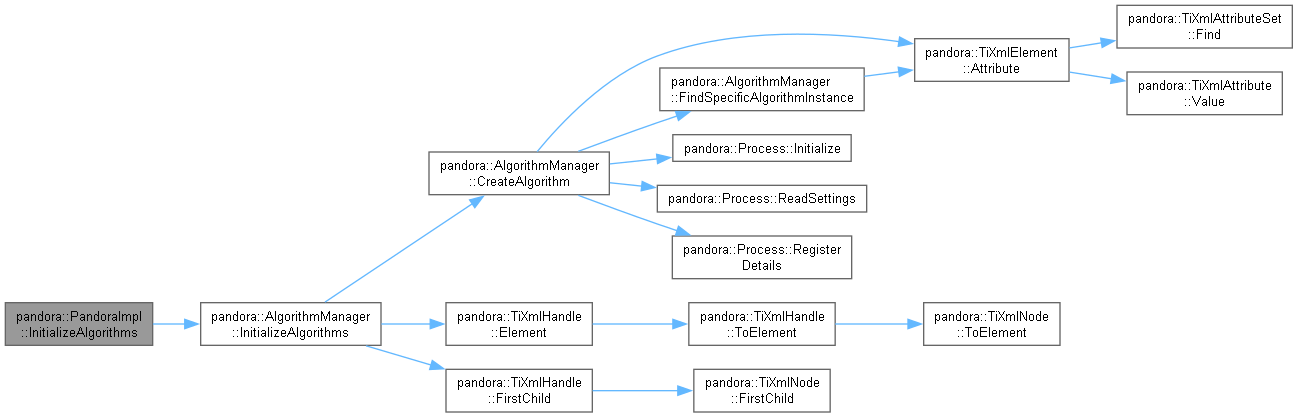 pandora::TiXmlAttributeSet
::Find
pandora::TiXmlElement
::Attribute
pandora::AlgorithmManager
::FindSpecificAlgorithmInstance
pandora::TiXmlAttribute
::Value
pandora::Process::Initialize
pandora::AlgorithmManager
::CreateAlgorithm
pandora::Process::ReadSettings
pandora::Process::Register
Details
pandora::PandoraImpl
::InitializeAlgorithms
pandora::AlgorithmManager
::InitializeAlgorithms
pandora::TiXmlHandle
::Element
pandora::TiXmlHandle
::ToElement
pandora::TiXmlNode
::ToElement
pandora::TiXmlHandle
::FirstChild
pandora::TiXmlNode
::FirstChild